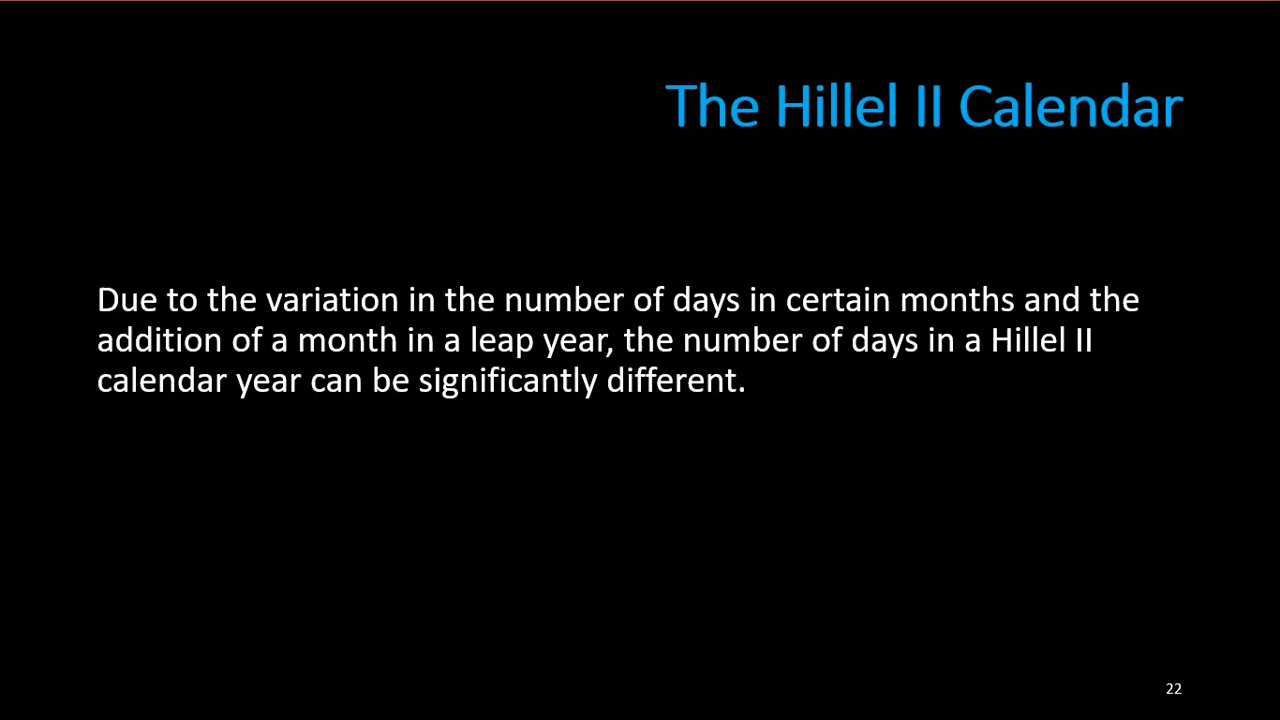 The Hillel II Calendar
Due to the variation in the number of days in certain months and the
addition of a month in a leap year, the number of days in a Hillel II
calendar year can be significantly different.
22